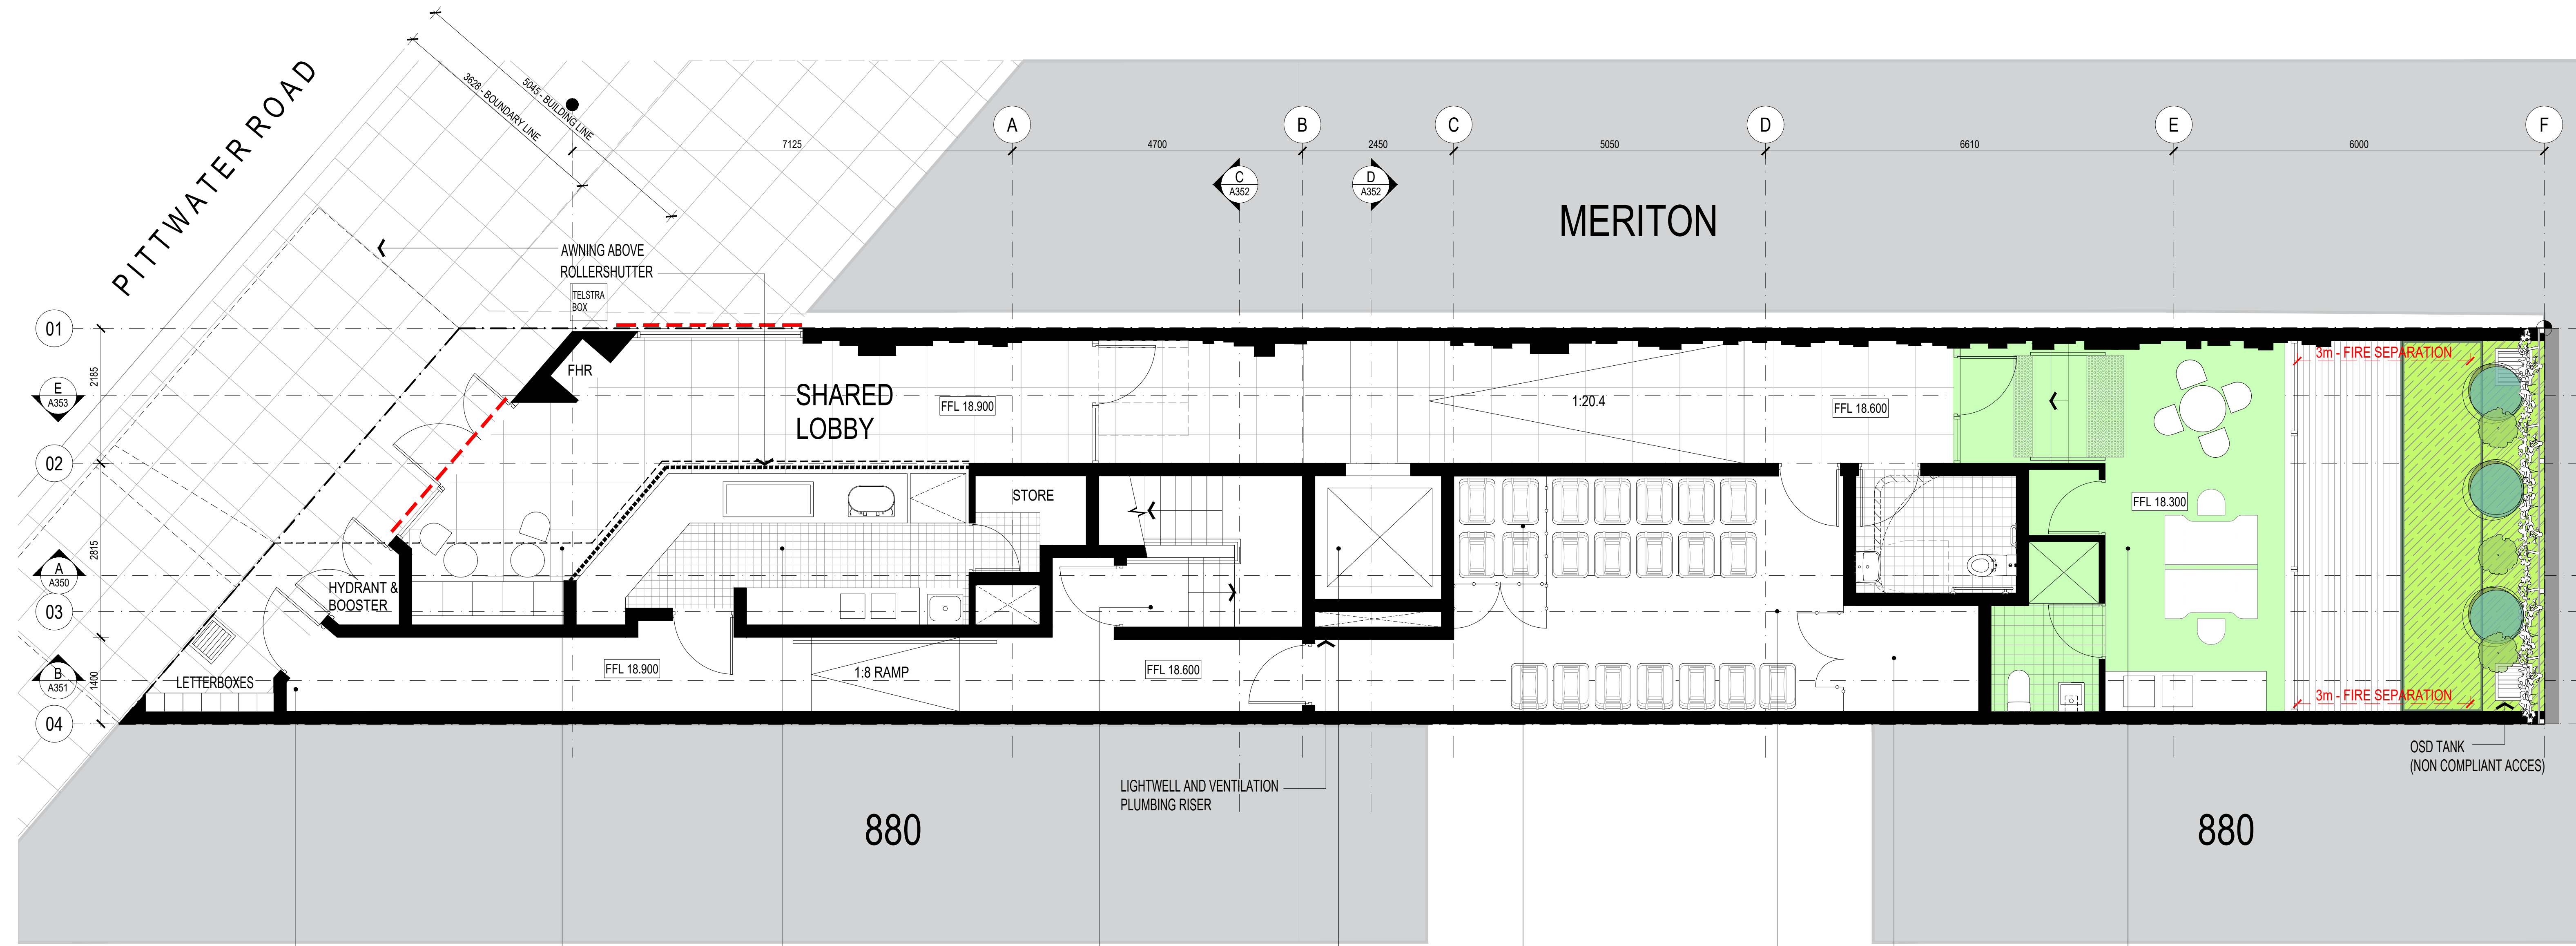 PITTWATER ROAD
3628 - BOUNDARY LINE
5045 - BUILDING LINE
A
B
C
D
E
F
7125
4700
2450
5050
6610
6000
C
A352
D
A352
MERITON
AWNING ABOVE
ROLLERSHUTTER
TELSTRA
BOX
01
2185
E
A353
02
2815
A
A350
03
1400
B
A351
04
FHR
SHARED
LOBBY
FFL 18.900
1:20.4
FFL 18.600
3m - FIRE SEPARATION
STORE
FFL 18.300
HYDRANT &
BOOSTER
LETTERBOXES
FFL 18.900
1:8 RAMP
FFL 18.600
3m - FIRE SEPARATION
OSD TANK
(NON COMPLIANT ACCES)
LIGHTWELL AND VENTILATION
PLUMBING RISER
880
880